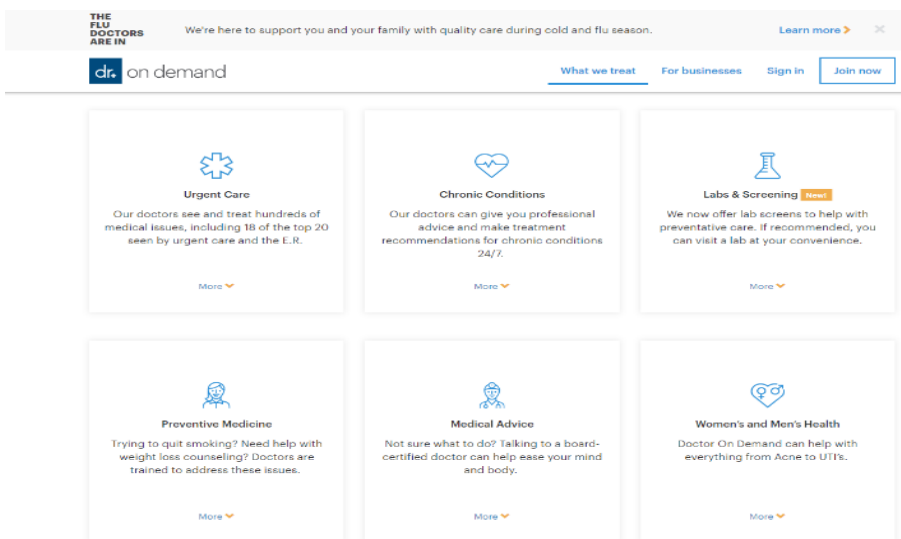 THE
FLU
DOCTORS
ARE IN
We're here to support you and your family with quality care during cold and flu season.
Learn more
dr. on demand
What we treat
For businesses
Sign in
Join now
Urgent Care
Our doctors see and treat hundreds of
medical issues, including 18 of the top 20
seen by urgent care and the E.R.
More
Chronic Conditions
Our doctors can give you professional
advice and make treatment
recommendations for chronic conditions
24/7.
More
Labs & Screening New!
We now offer lab screens to help with
preventative care. If recommended, you
can visit a lab at your convenience.
More
Preventive Medicine
Trying to quit smoking? Need help with
weight loss counseling? Doctors are
trained to address these issues.
More
Medical Advice
Not sure what to do? Talking to a board-
certified doctor can help ease your mind
and body.
More
Women's and Men's Health
Doctor On Demand can help with
everything from Acne to UTI's.
More